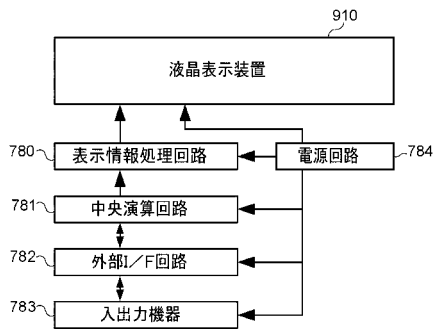 910
液晶表示装置
780
表示情報処理回路
電源回路
784
781
中央演算回路
782
外部I/F回路
783
入出力機器